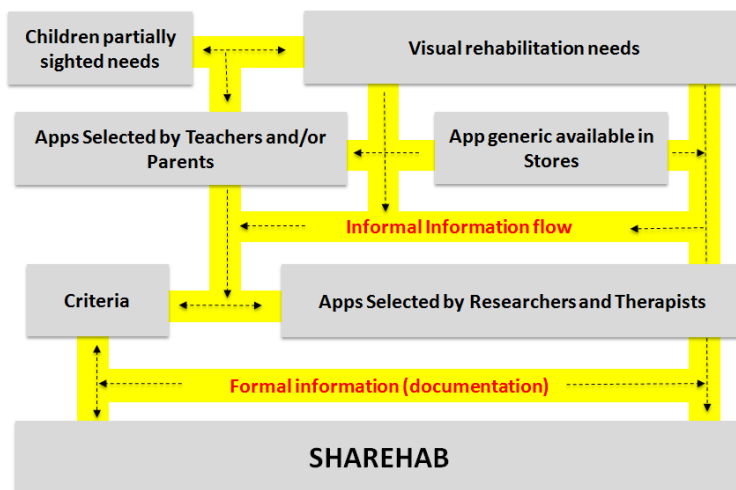 Children partially
sighted needs
Visual rehabilitation needs
Apps Selected by Teachers and/or
Parents
App generic available in
Stores
Informal Information flow
Criteria
Apps Selected by Researchers and Therapists
Formal information (documentation)
SHAREHAB